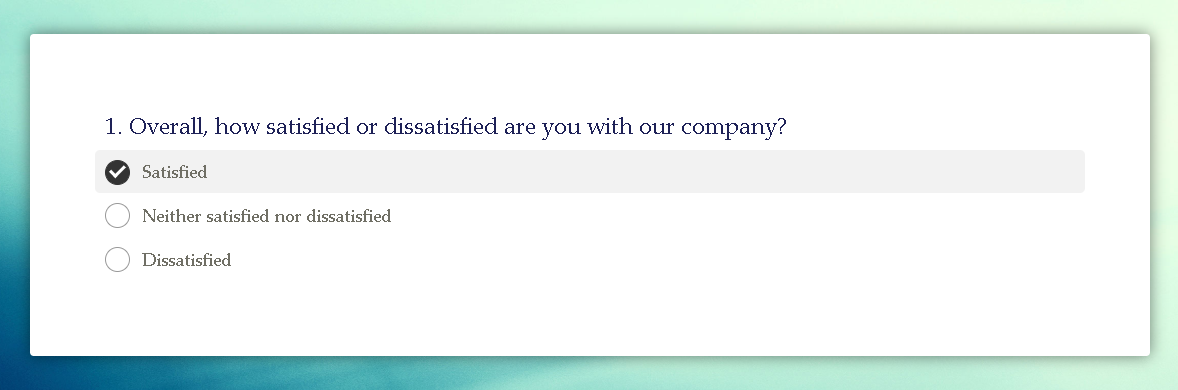 1. Overall, how satisfied or dissatisfied are you with our company?
Satisfied
Neither satisfied nor dissatisfied
Dissatisfied